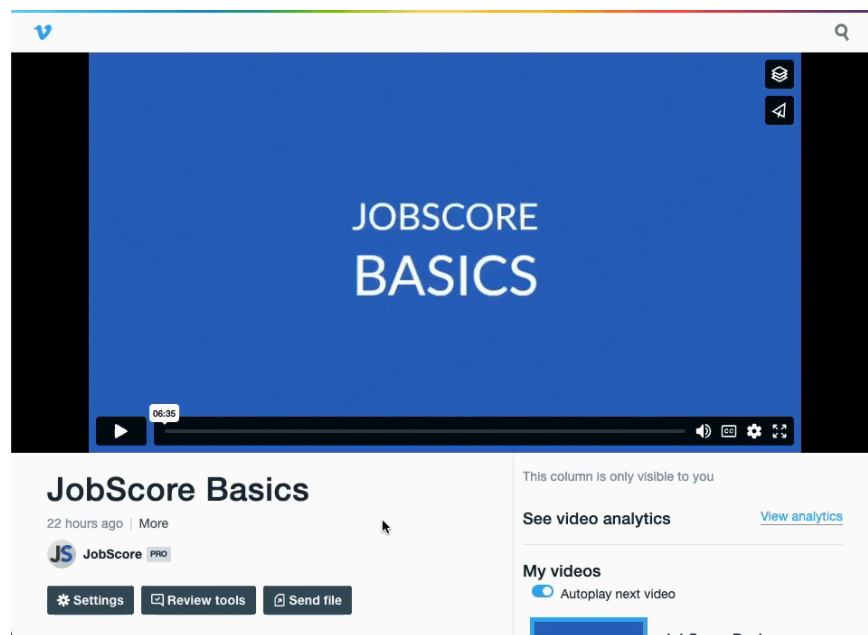 JOBSCORE
BASICS
06:35
CC
JobScore Basics
22 hours ago | More
JS JobScore PRO
Settings Review tools Send file
This column is only visible to you
See video analytics View analytics
My videos
Autoplay next video